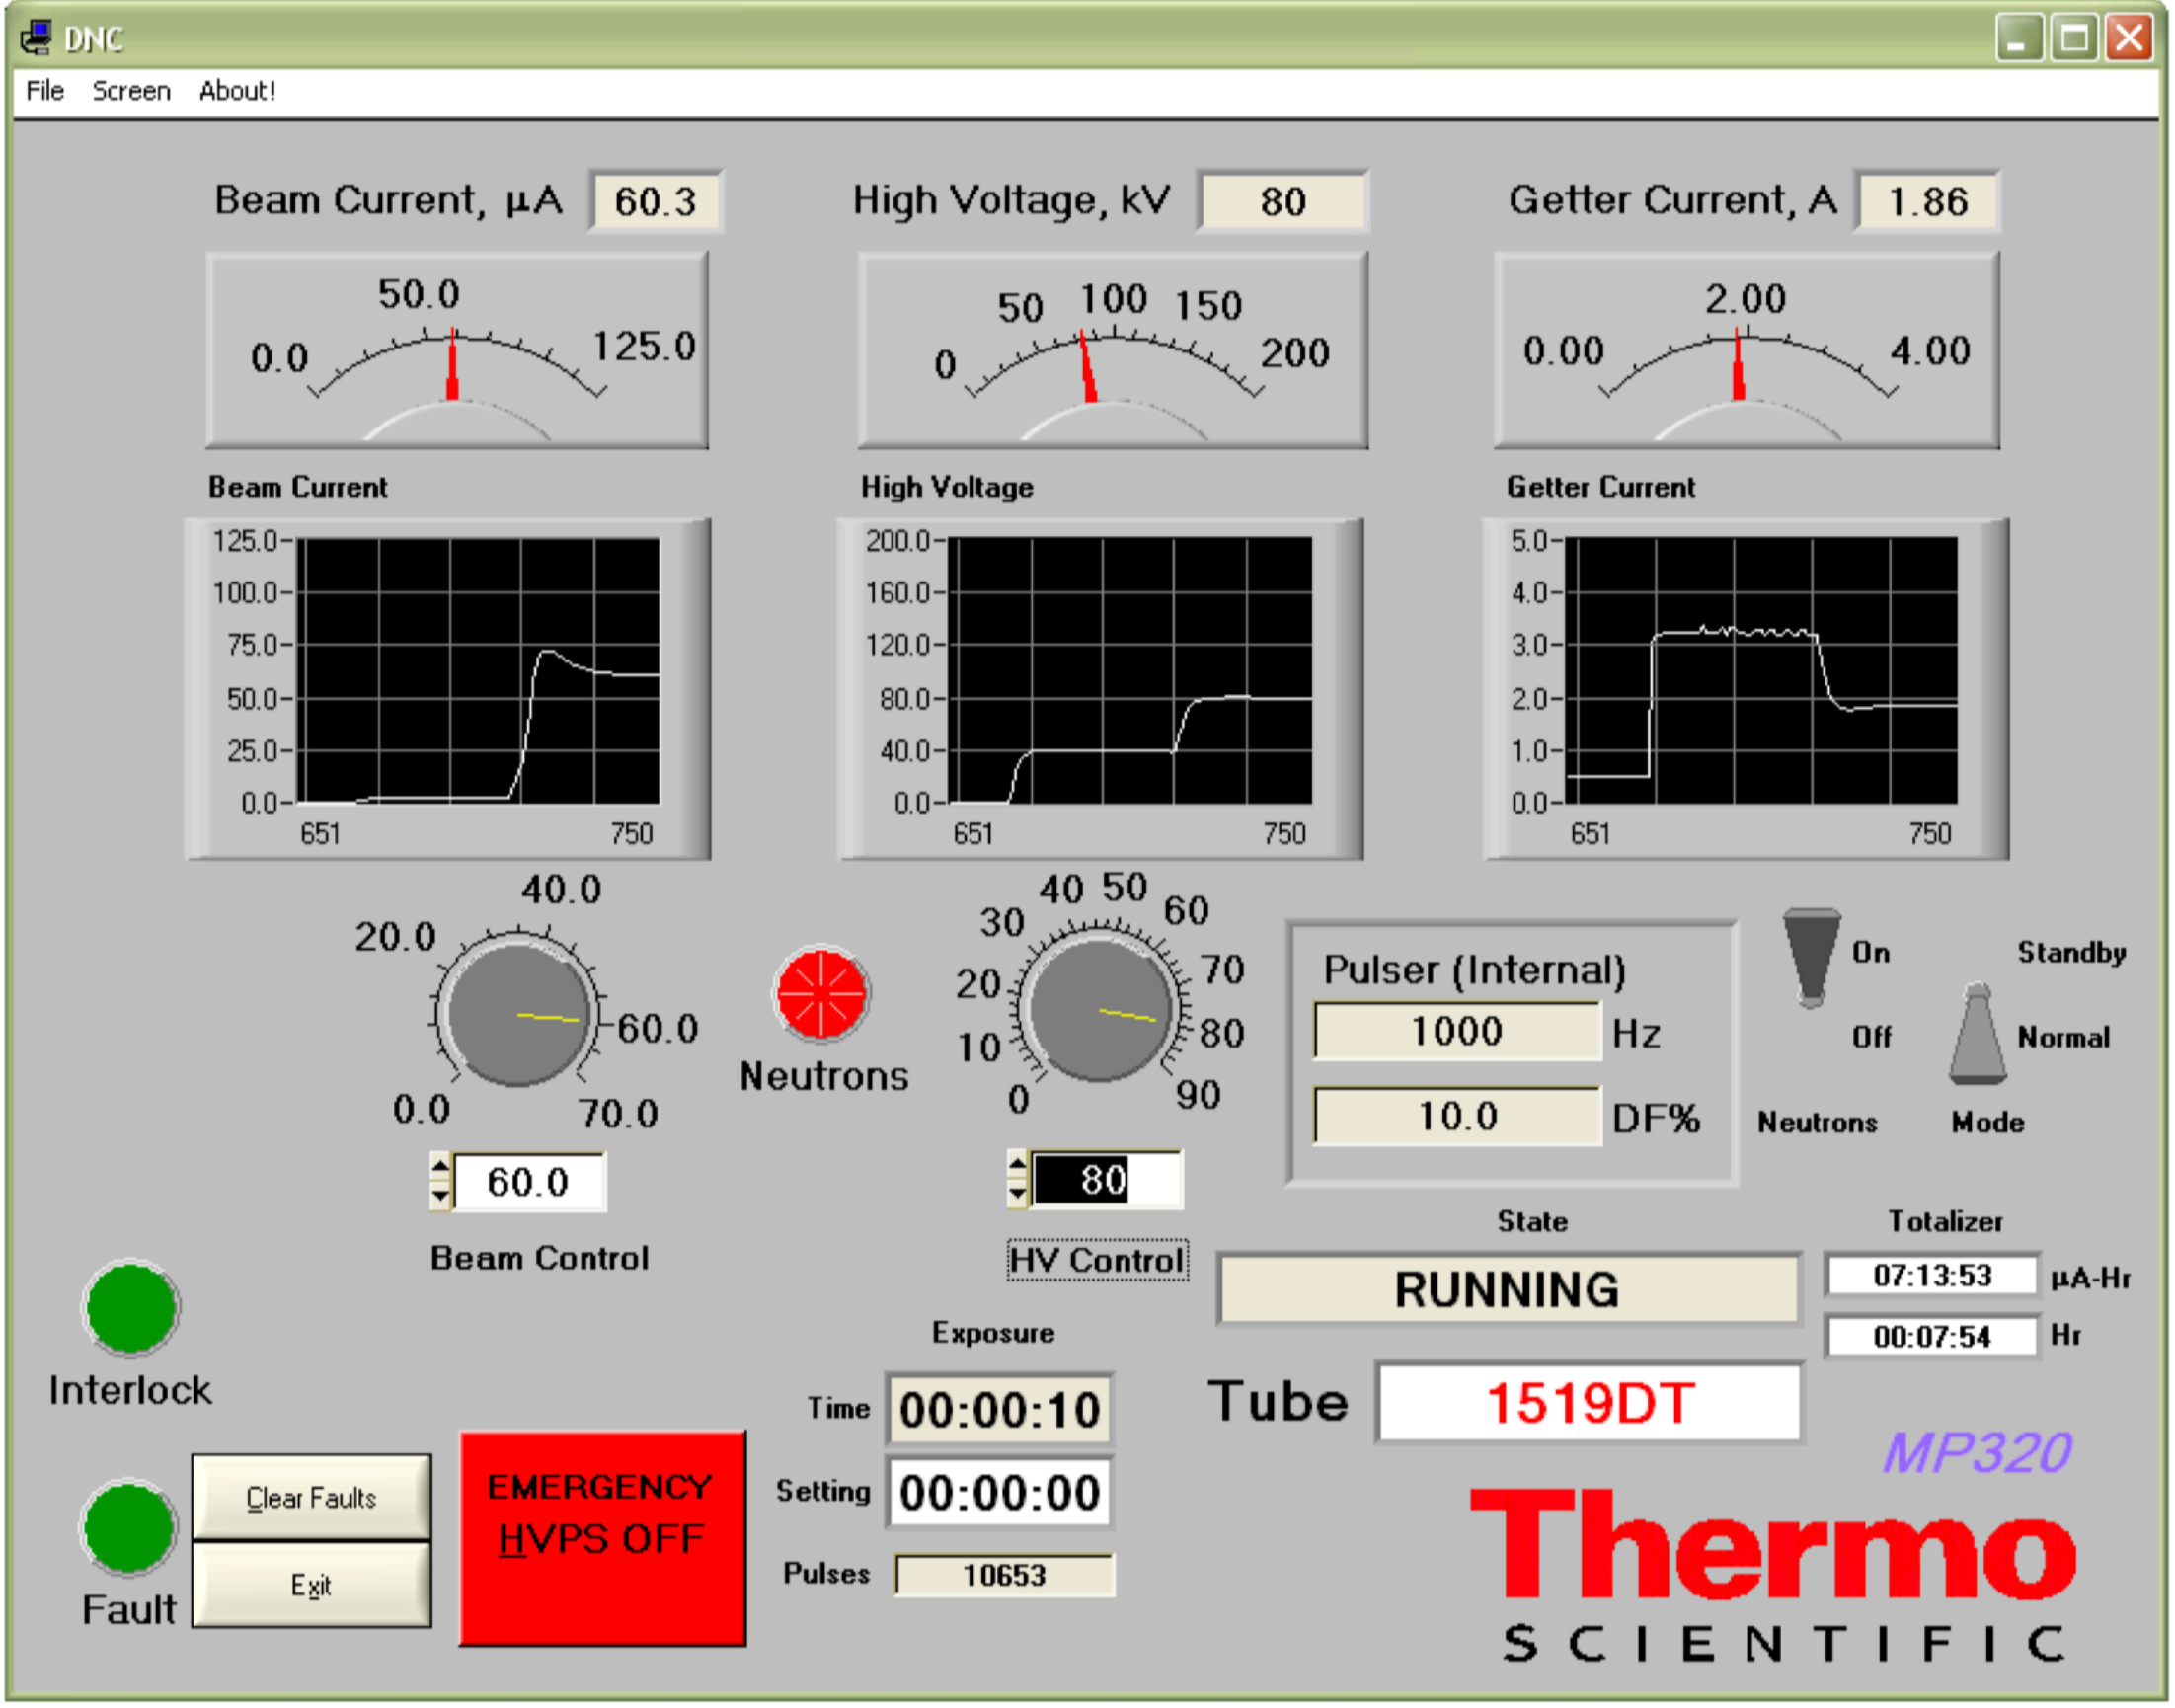 DNC
File Screen About!
Beam Current, µA 60.3
High Voltage, kV 80
Getter Current, A 1.86
0.0 50.0 125.0
0 50 100 150 200
0.00 2.00 4.00
Beam Current
125.0
100.0
75.0
50.0
25.0
0.0
651 750
High Voltage
200.0
160.0
120.0
80.0
40.0
0.0
651 750
Getter Current
5.0
4.0
3.0
2.0
1.0
0.0
651 750
0.0 20.0 40.0 60.0 70.0
60.0
Beam Control
Neutrons
0 10 20 30 40 50 60 70 80 90
80
HV Control
Pulser (Internal)
1000 Hz
10.0 DF%
On
Off
Neutrons
Standby
Normal
Mode
State
RUNNING
Totalizer
07:13:53 µA-Hr
00:07:54 Hr
Interlock
Fault
Clear Faults
Exit
EMERGENCY
HVPS OFF
Exposure
Time 00:00:10
Setting 00:00:00
Pulses 10653
Tube 1519DT
MP320
Thermo
SCIENTIFIC